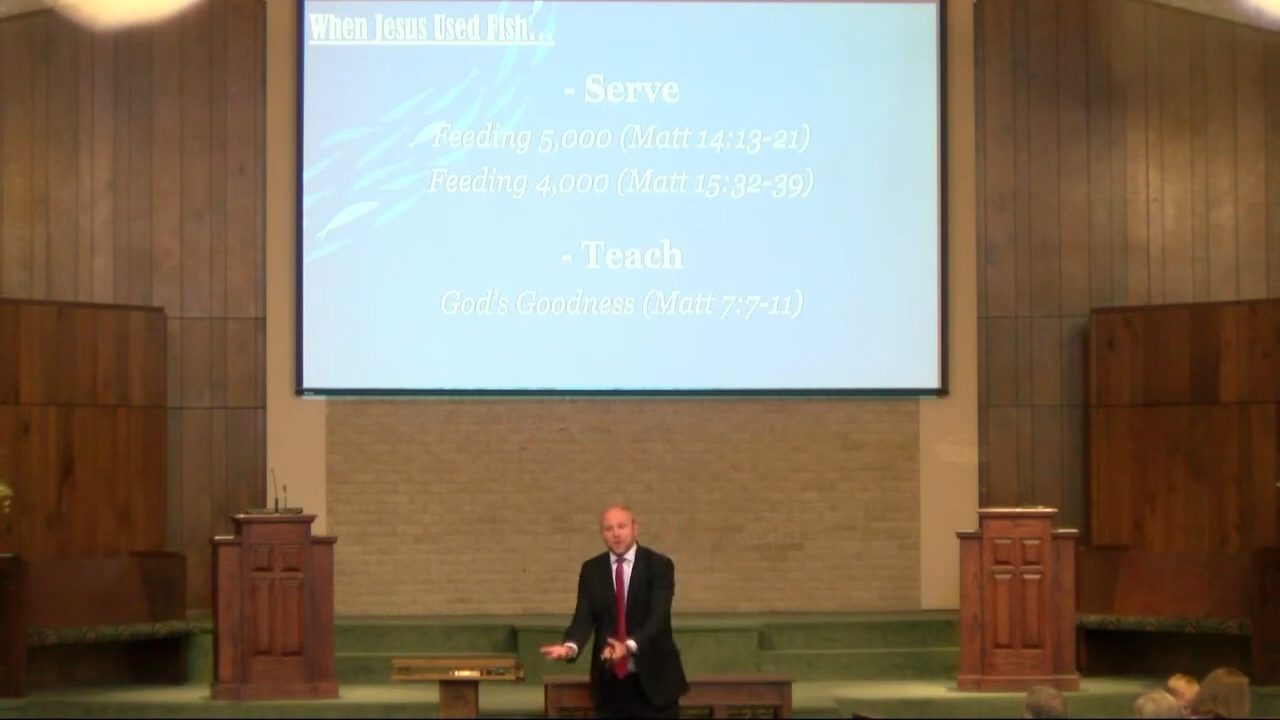 When Jesus Used Fish…
- Serve
Feeding 5,000 (Matt 14:13-21)
Feeding 4,000 (Matt 15:32-39)
- Teach
God's Goodness (Matt 7:7-11)